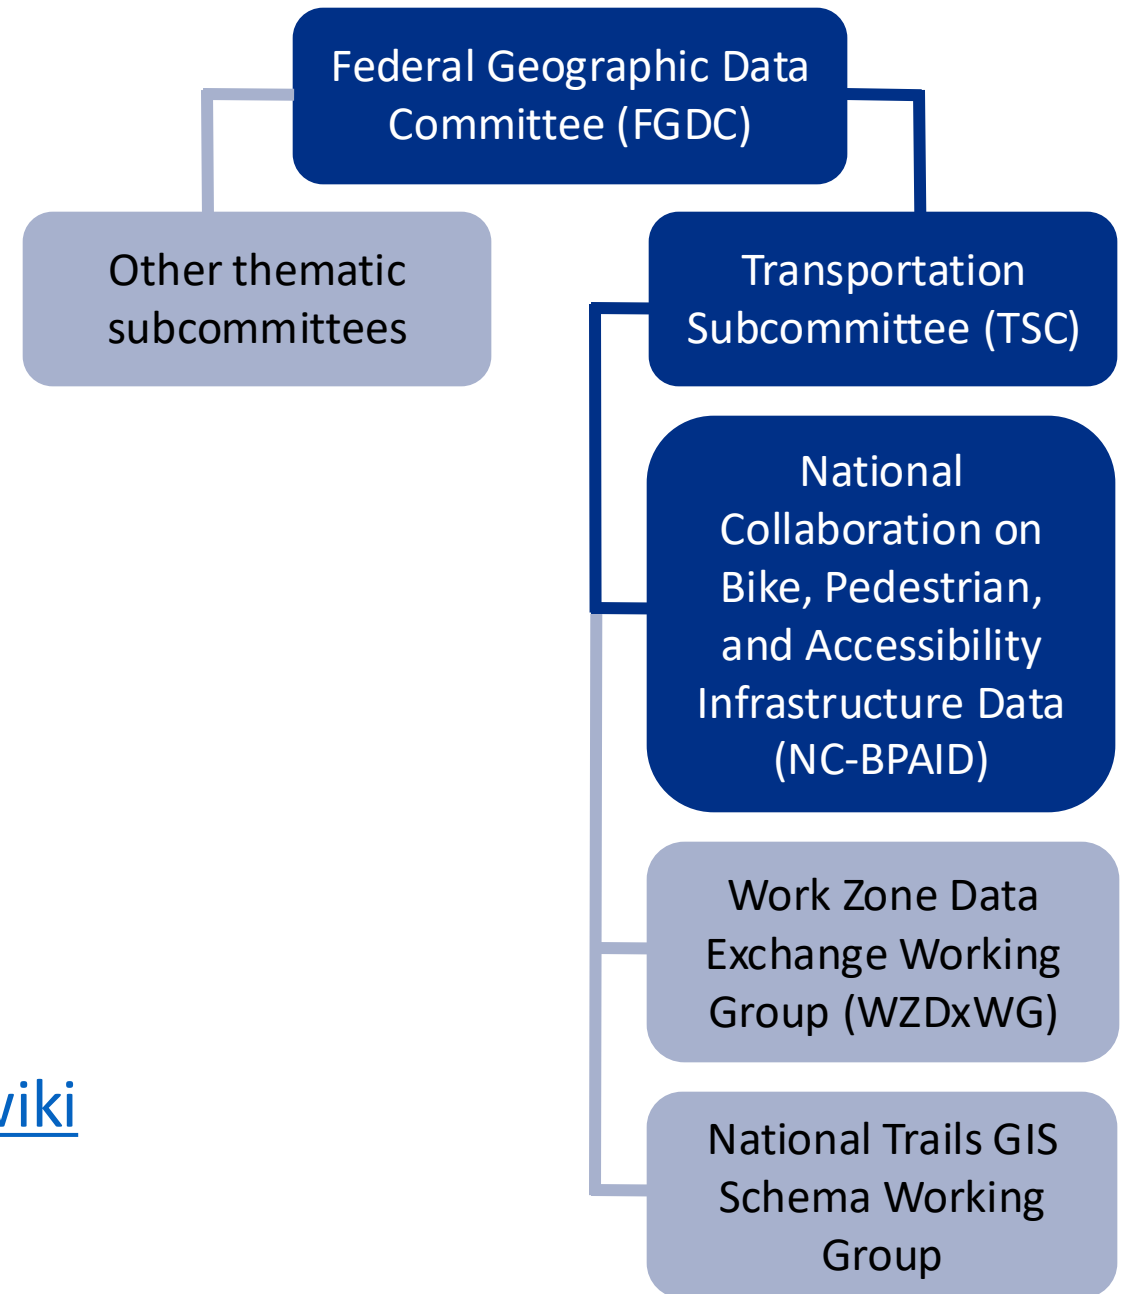 Federal Geographic Data
Committee (FGDC)
Other thematic
subcommittees
Transportation
Subcommittee (TSC)
National
Collaboration on
Bike, Pedestrian,
and Accessibility
Infrastructure Data
(NC-BPAID)
Work Zone Data
Exchange Working
Group (WZDxWG)
wiki
National Trails GIS
Schema Working
Group